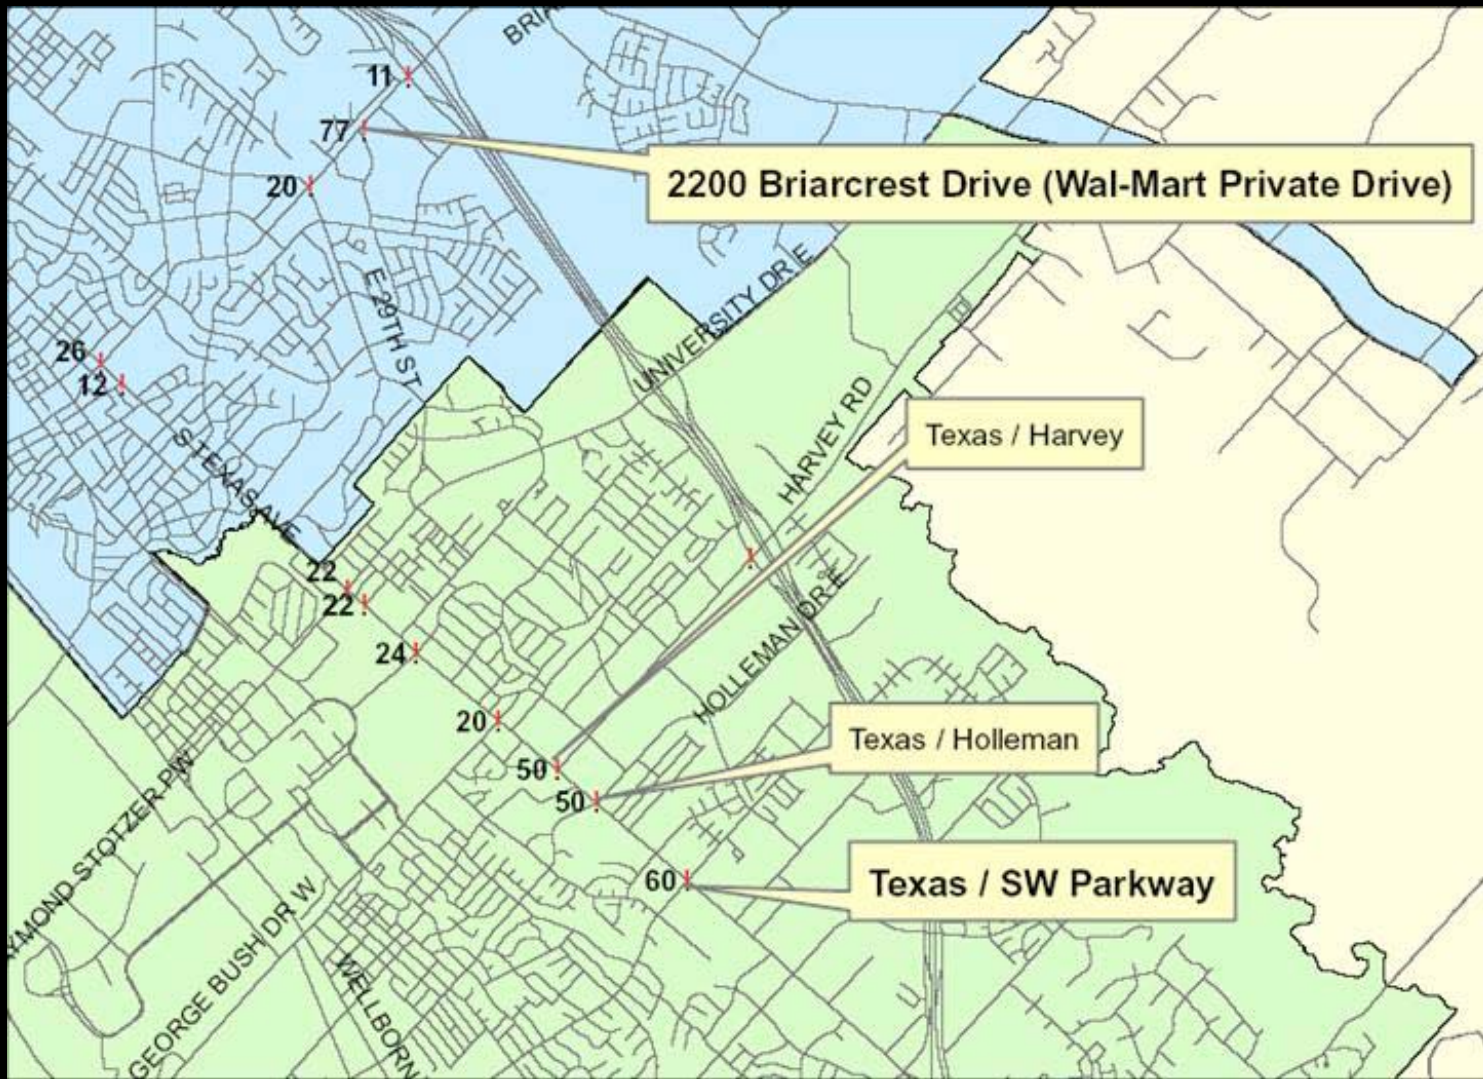 BRIA
11
77
2200 Briarcrest Drive (Wal-Mart Private Drive)
20
UNIVERSITY DR E
E 29TH ST
26
12
HARVEY RD
Texas / Harvey
S TEXAS AVE
22
22
HOLLEMAN DR E
24
20
Texas / Holleman
50
50
AYMOND STOTZER PW
60
Texas / SW Parkway
GEORGE BUSH DR W
WELLBORN